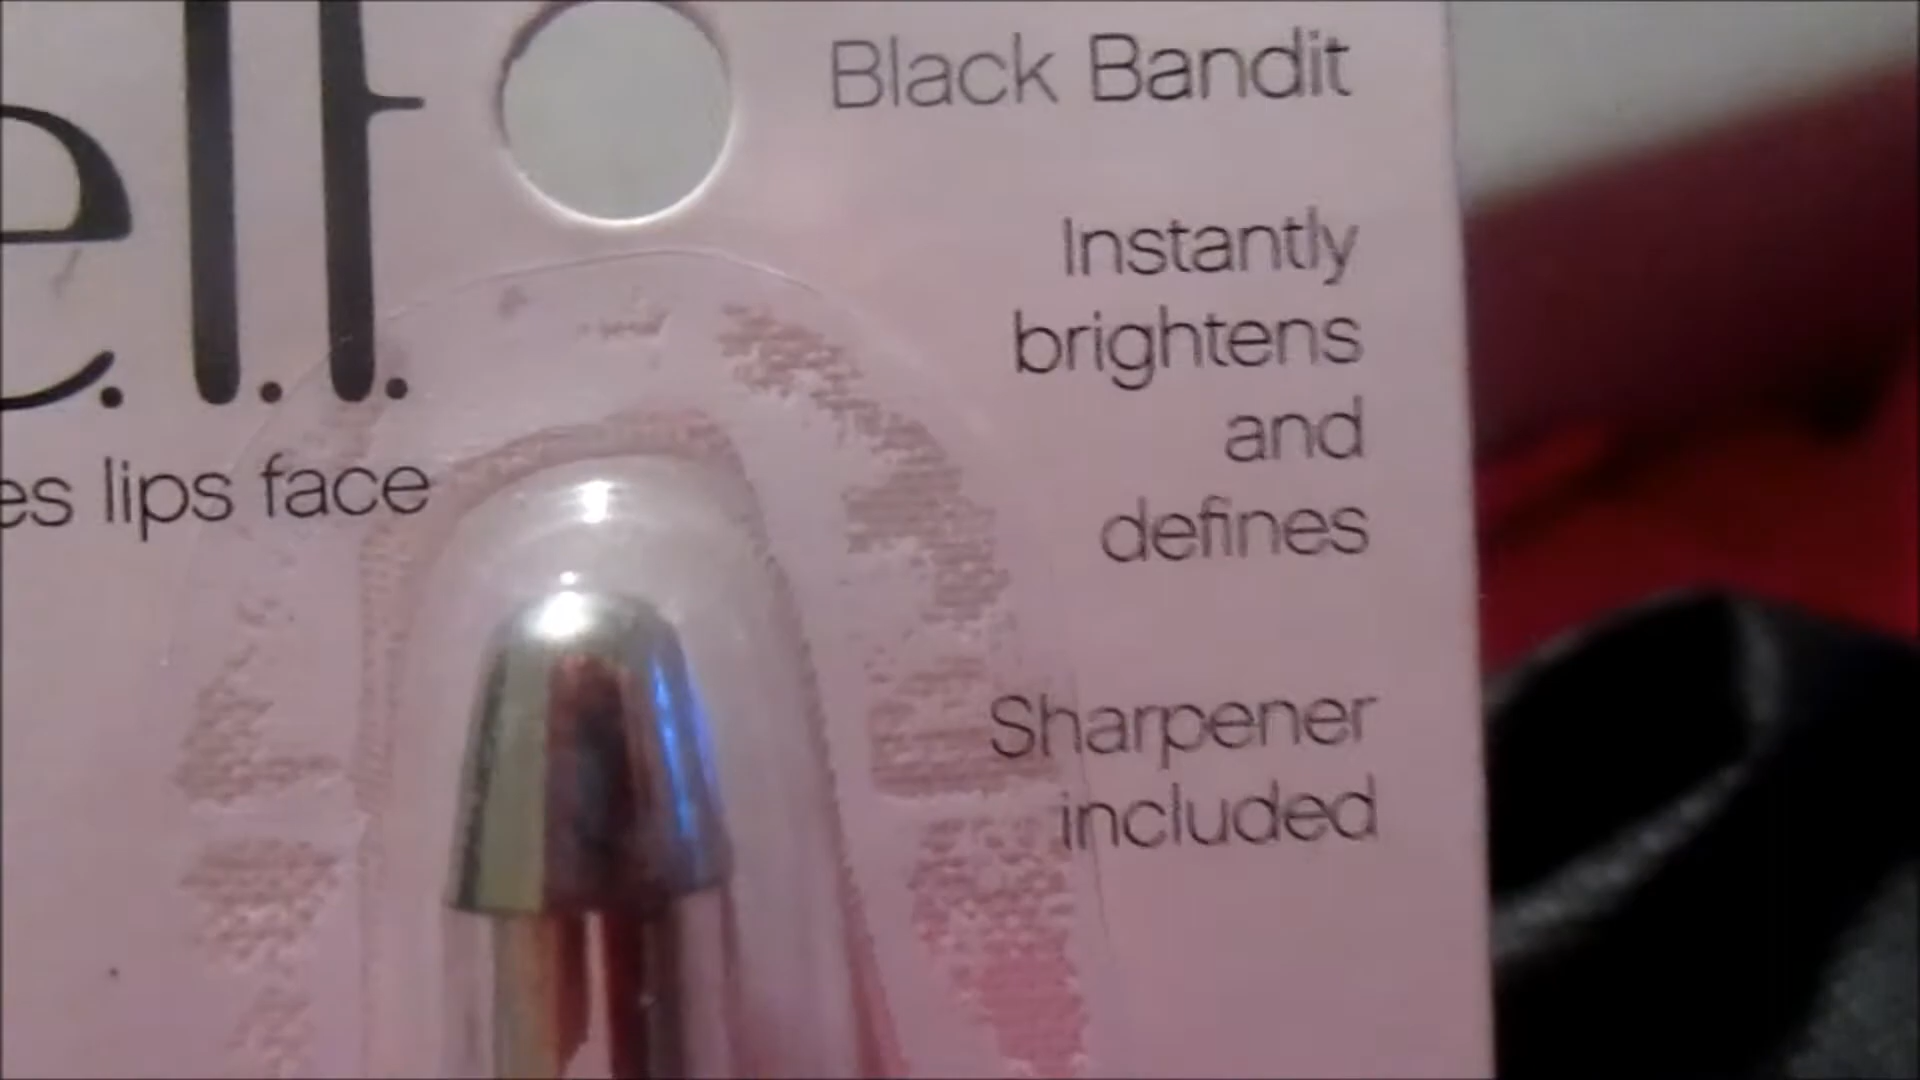 e.l.f.
es lips face
Black Bandit
Instantly
brightens
and
defines
Sharpener
included